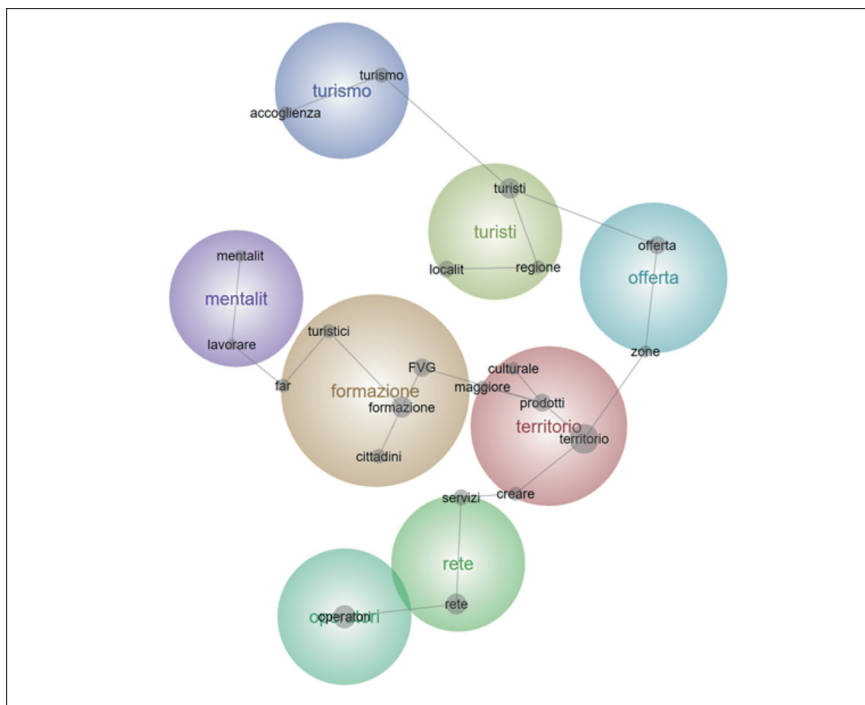 turismo
turismo
accoglienza
turisti
turisti
localit
regione
offerta
offerta
zone
mentalit
mentalit
lavorare
far
turistici
FVG
formazione
formazione
cittadini
culturale
maggiore
prodotti
territorio
territorio
creare
servizi
rete
rete
operatori
operatori